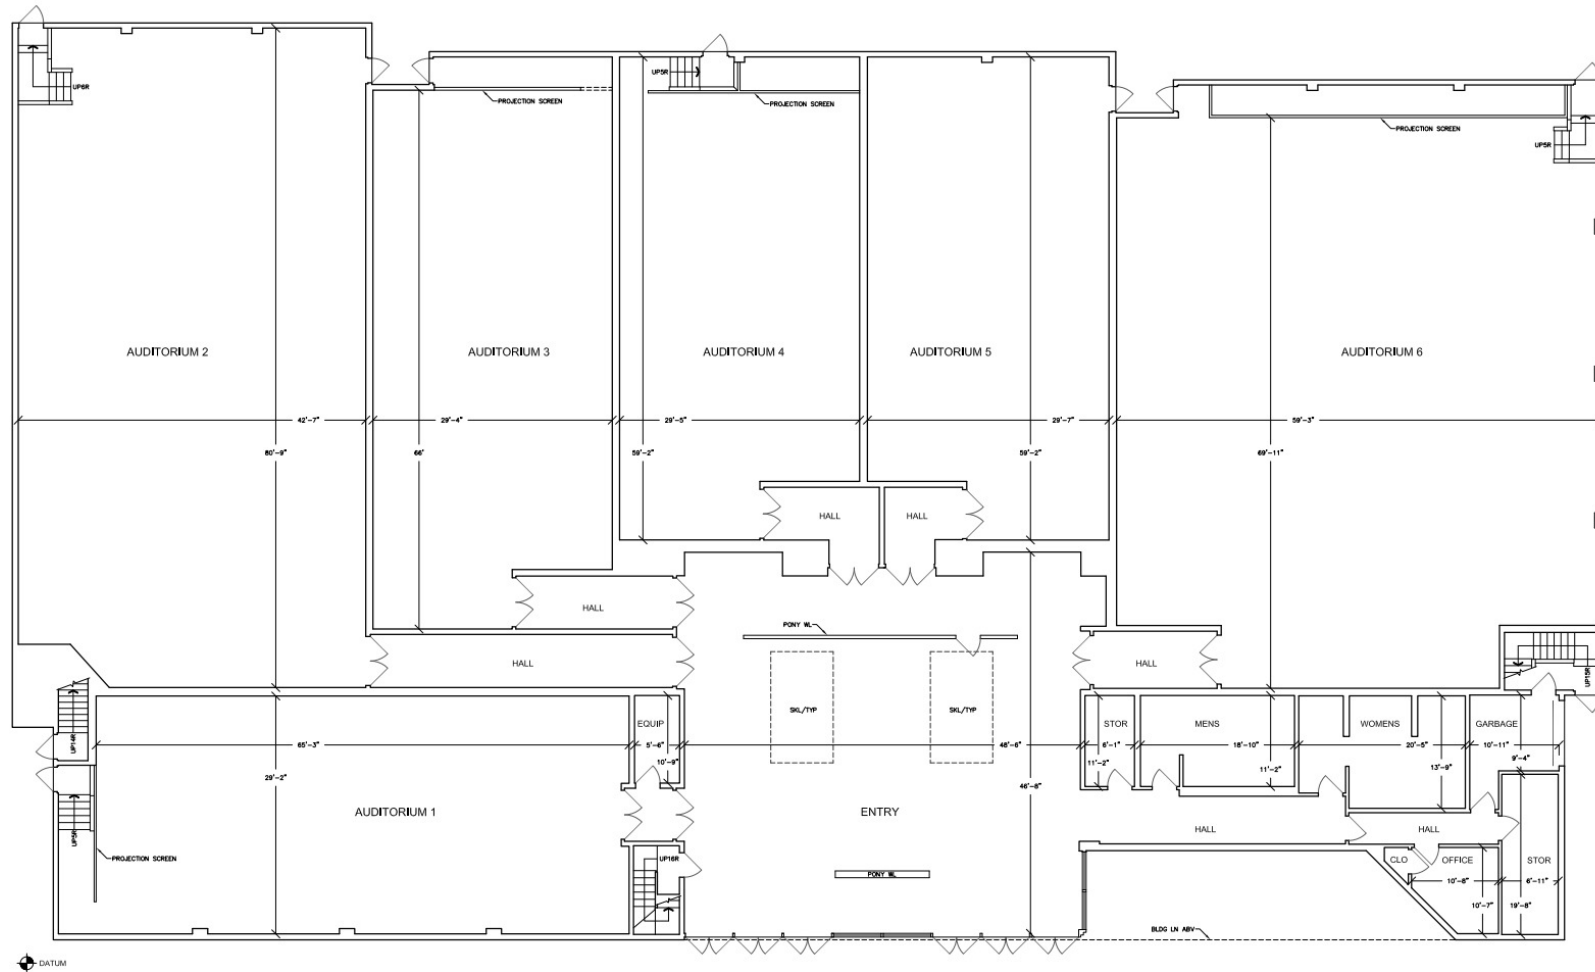 UP6R
UP5R
PROJECTION SCREEN
PROJECTION SCREEN
PROJECTION SCREEN
UP5R
AUDITORIUM 2
AUDITORIUM 3
AUDITORIUM 4
AUDITORIUM 5
AUDITORIUM 6
42'-7"
29'-4"
29'-5"
29'-7"
59'-3"
80'-9"
66'
59'-2"
59'-2"
69'-11"
HALL
HALL
HALL
PONY WL
HALL
HALL
UP15R
UP14R
SKL/TYP
SKL/TYP
EQUIP
STOR
MENS
WOMENS
GARBAGE
65'-3"
5'-6"
48'-6"
6'-1"
18'-10"
20'-5"
10'-11"
29'-2"
10'-9"
11'-2"
11'-2"
13'-9"
9'-4"
46'-8"
AUDITORIUM 1
ENTRY
HALL
HALL
UP5R
PROJECTION SCREEN
UP16R
PONY WL
CLO
OFFICE
STOR
10'-8"
6'-11"
10'-7"
19'-8"
BLDG LN ABV
DATUM